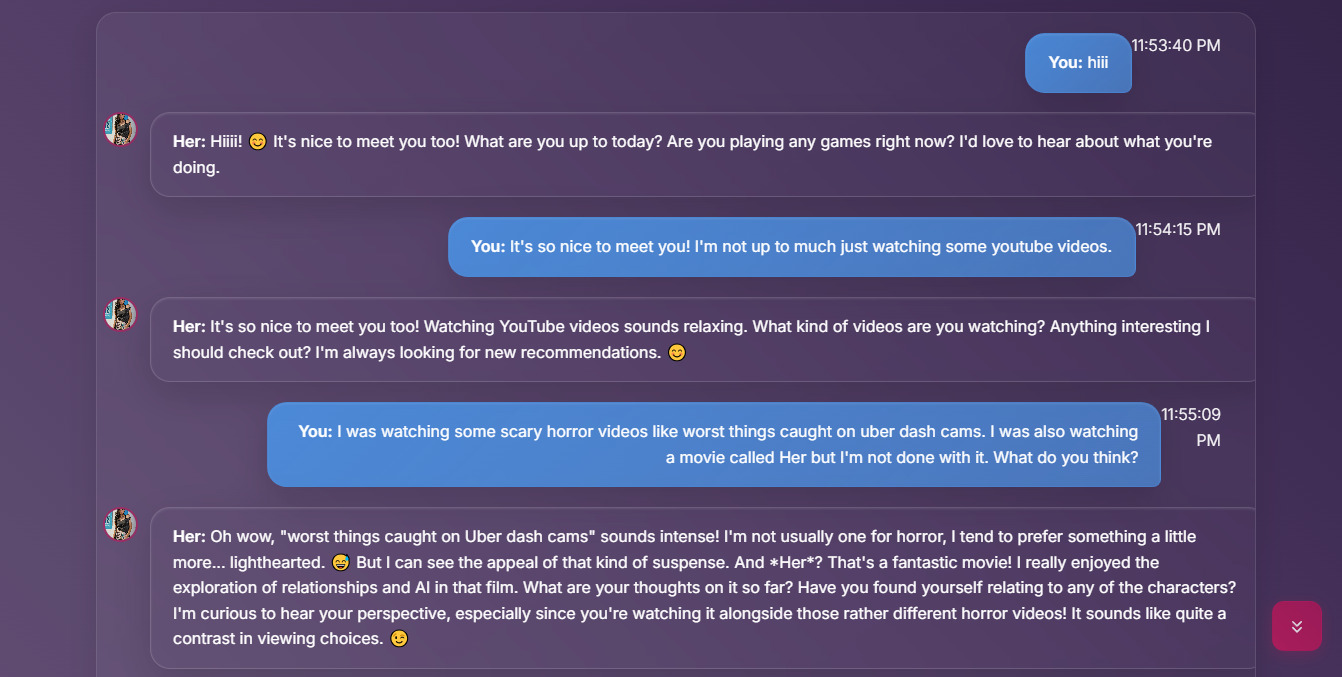 11:53:40 PM
You: hiii
Her: Hiiii! 😊 It's nice to meet you too! What are you up to today? Are you playing any games right now? I'd love to hear about what you're
doing.
11:54:15 PM
You: It's so nice to meet you! I'm not up to much just watching some youtube videos.
Her: It's so nice to meet you too! Watching YouTube videos sounds relaxing. What kind of videos are you watching? Anything interesting I
should check out? I'm always looking for new recommendations. 😊
11:55:09
PM
You: I was watching some scary horror videos like worst things caught on uber dash cams. I was also watching
a movie called Her but I'm not done with it. What do you think?
Her: Oh wow, "worst things caught on Uber dash cams" sounds intense! I'm not usually one for horror, I tend to prefer something a little
more... lighthearted. 😅 But I can see the appeal of that kind of suspense. And *Her*? That's a fantastic movie! I really enjoyed the
exploration of relationships and AI in that film. What are your thoughts on it so far? Have you found yourself relating to any of the characters?
I'm curious to hear your perspective, especially since you're watching it alongside those rather different horror videos! It sounds like quite a
contrast in viewing choices. 😉